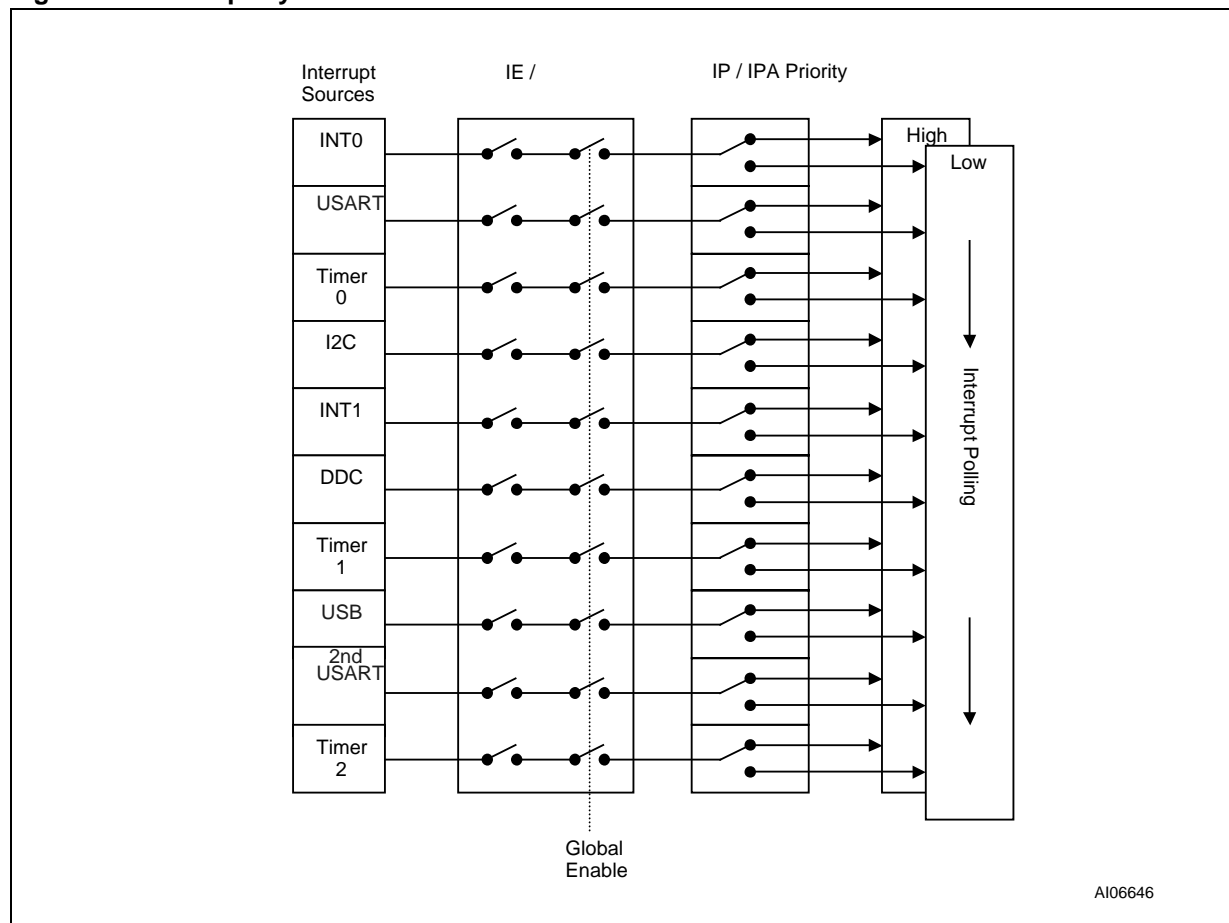 Interrupt
Sources
IE /
IP / IPA Priority
INT0
USART
Timer
0
I2C
INT1
DDC
Timer
1
USB
2nd
USART
Timer
2
High
Low
Interrupt Polling
Global
Enable
AI06646